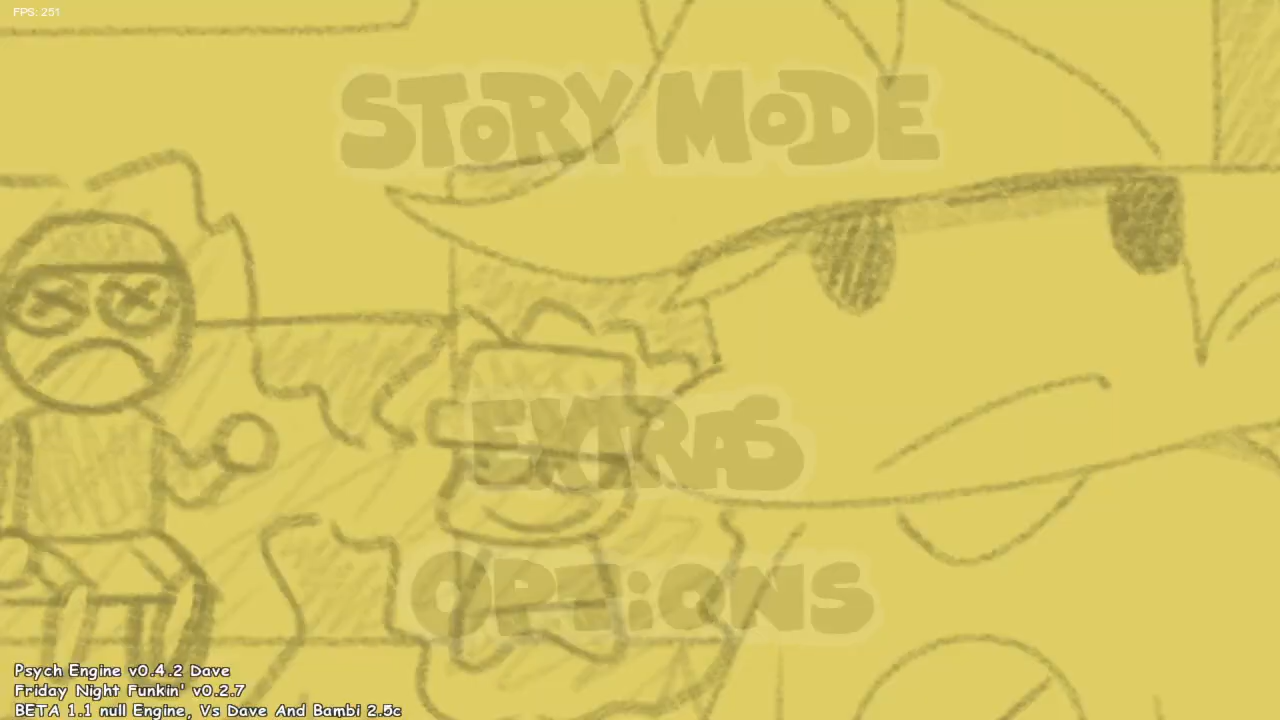 FPS: 251
STORY MODE
EXTRAS
OPTIONS
Psych Engine v0.4.2 Dave
Friday Night Funkin' v0.2.7
BETA 1.1 null Engine, Vs Dave And Bambi 2.5c